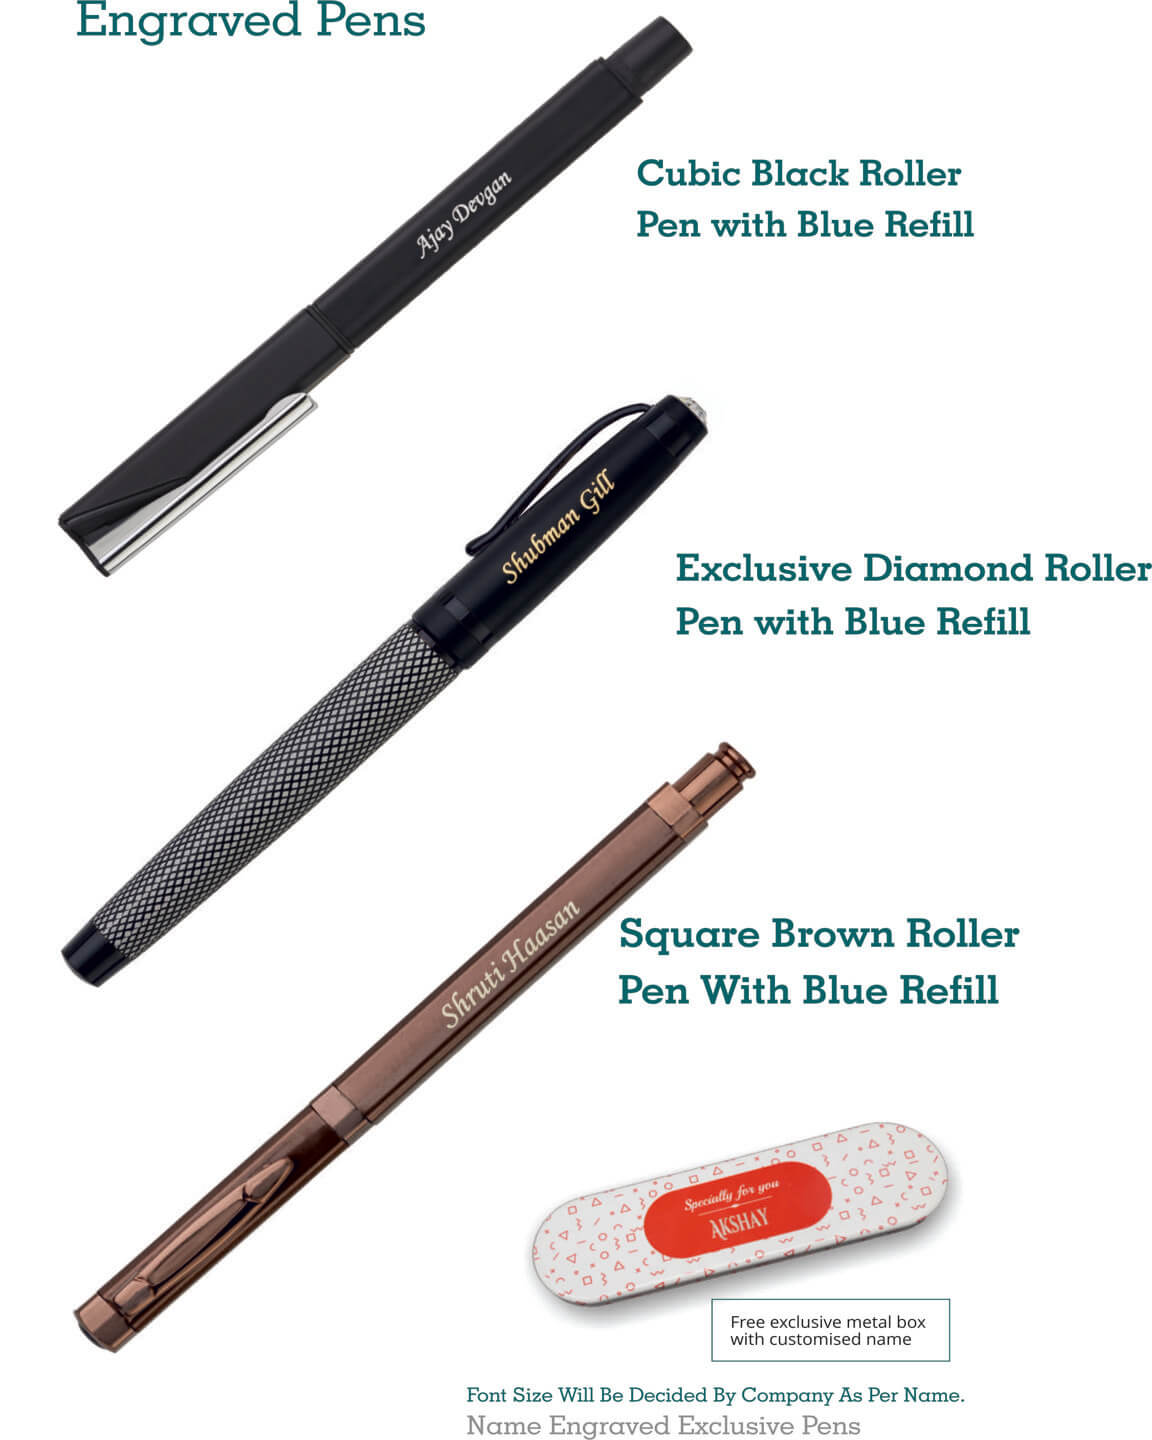 Engraved Pens
Ajay Devgan
Cubic Black Roller
Pen with Blue Refill
Shubman Gill
Exclusive Diamond Roller
Pen with Blue Refill
Shruti Haasan
Square Brown Roller
Pen With Blue Refill
Specially for you
AKSHAY
Free exclusive metal box
with customised name
Font Size Will Be Decided By Company As Per Name.
Name Engraved Exclusive Pens